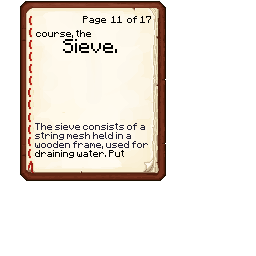 Page 11 of 17
course, the
Sieve.
The sieve consists of a
string mesh held in a
wooden frame, used for
draining water. Put